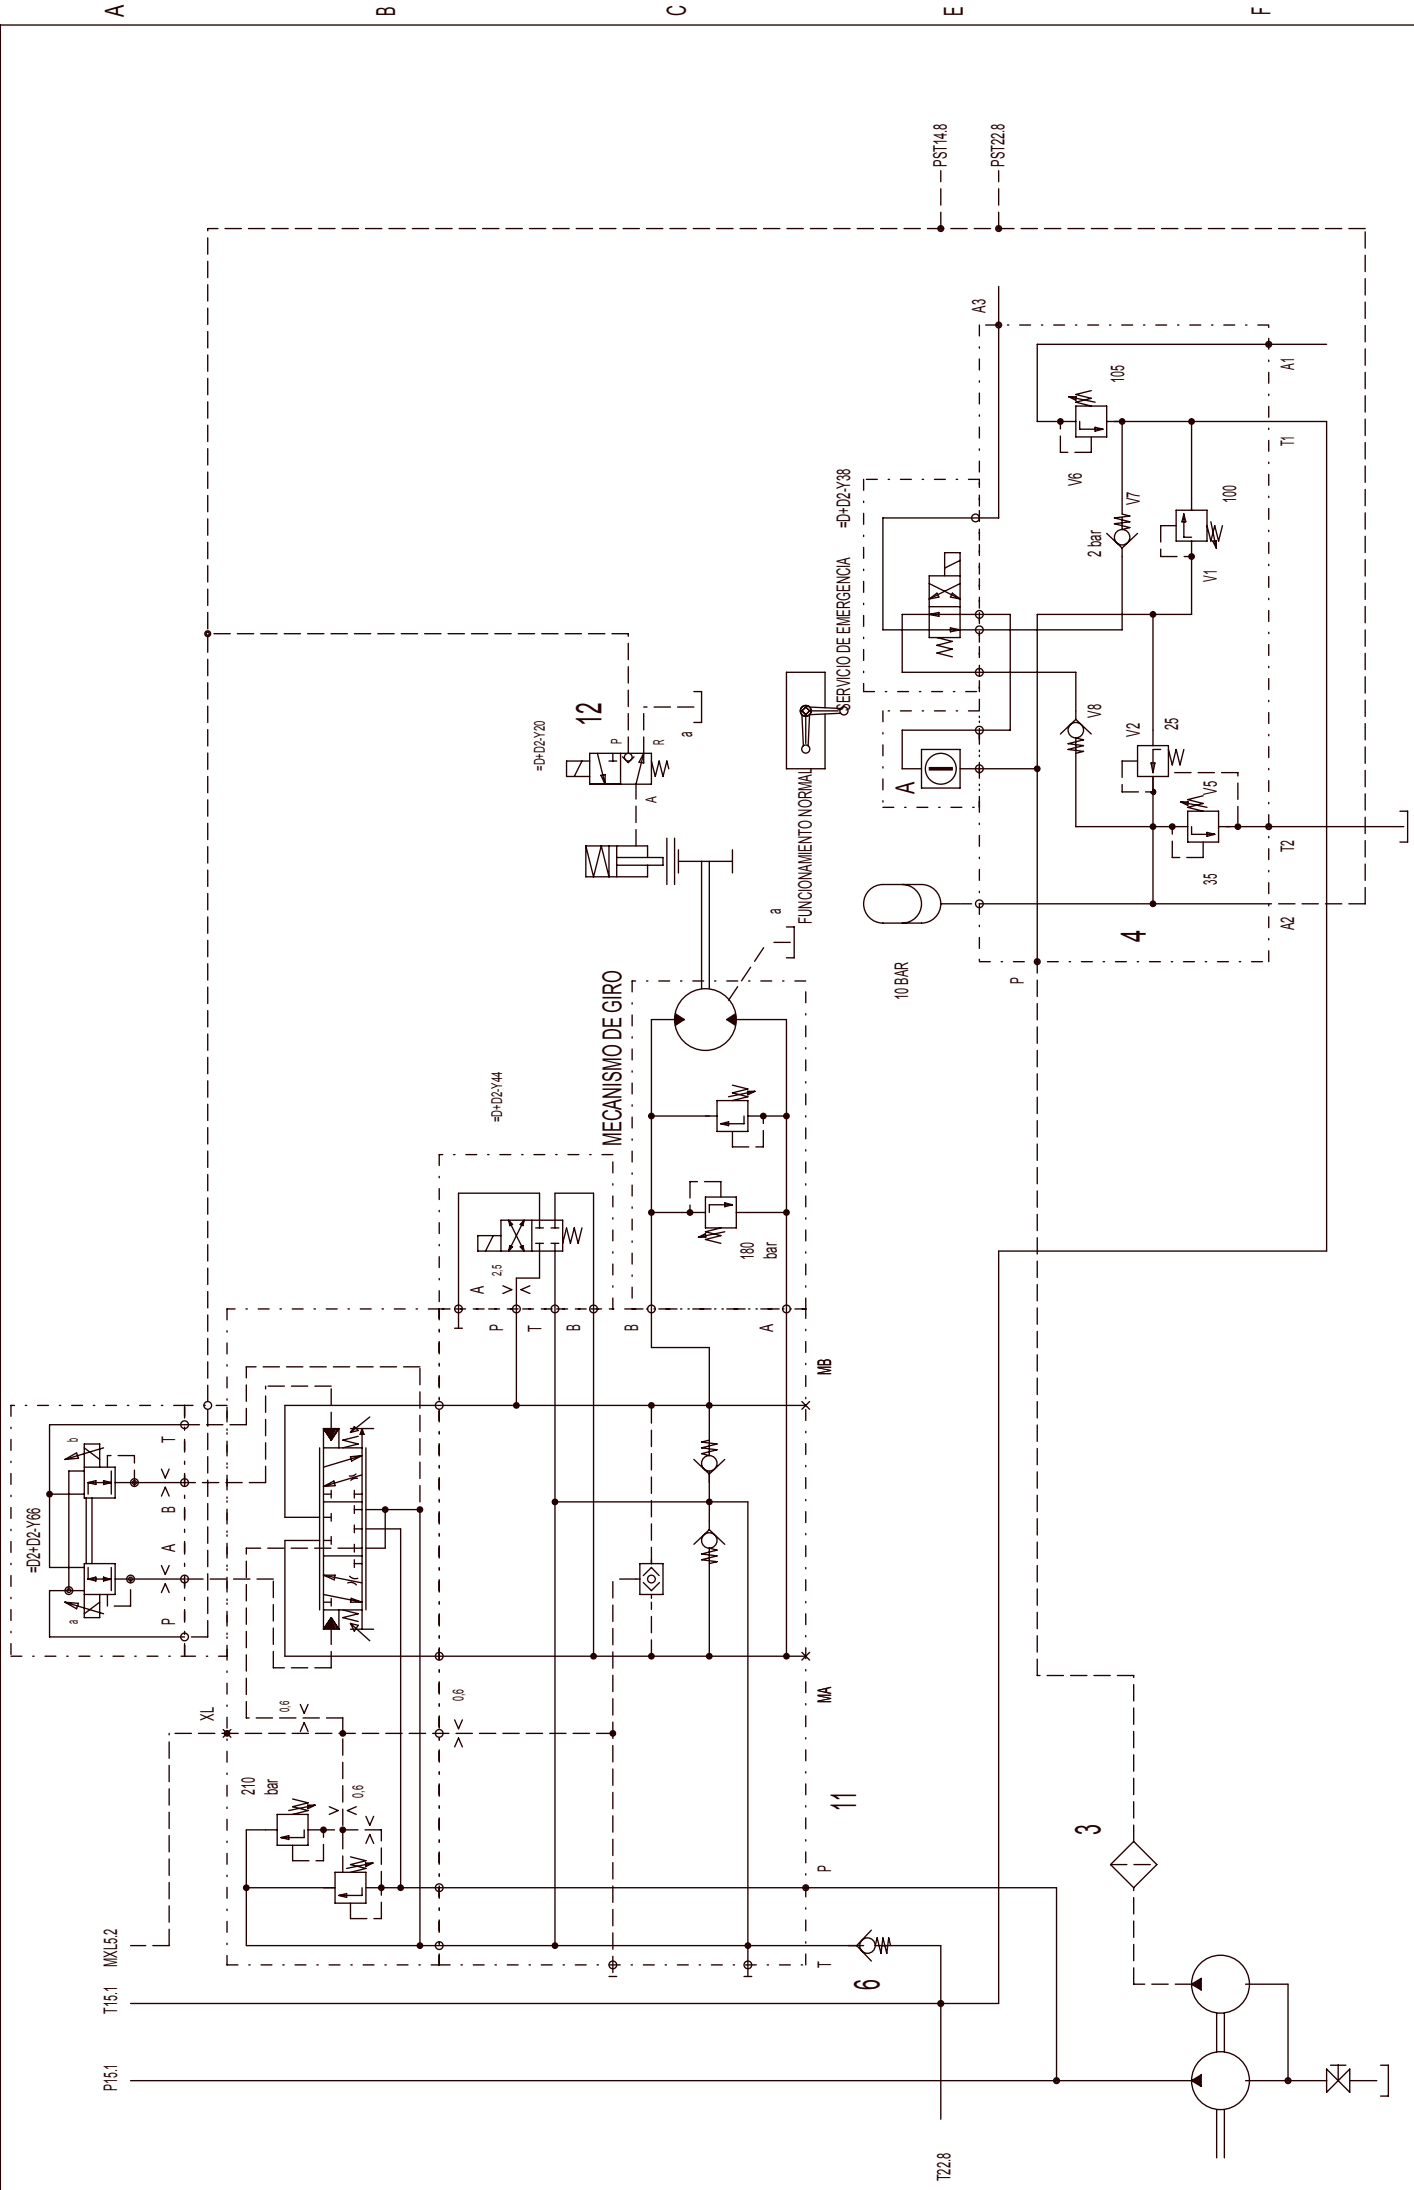 A
B
C
E
F
PST14.8
PST22.8
A3
105
V6
A1
T1
100
V7
2 bar
V1
=D+D2-Y38
SERVICIO DE EMERGENCIA
V8
V2
25
V5
35
T2
A2
A
4
P
10 BAR
=D+D2-Y20
12
P
R
A
a
FUNCIONAMIENTO NORMAL
a
MECANISMO DE GIRO
=D+D2-Y44
2,5
A
P
T
B
B
A
180
bar
MB
MA
=D2+D2-Y66
b
a
T
B
A
P
XL
0,6
0,6
0,6
210
bar
11
P
T
6
3
MXL5.2
T15.1
P15.1
T22.8